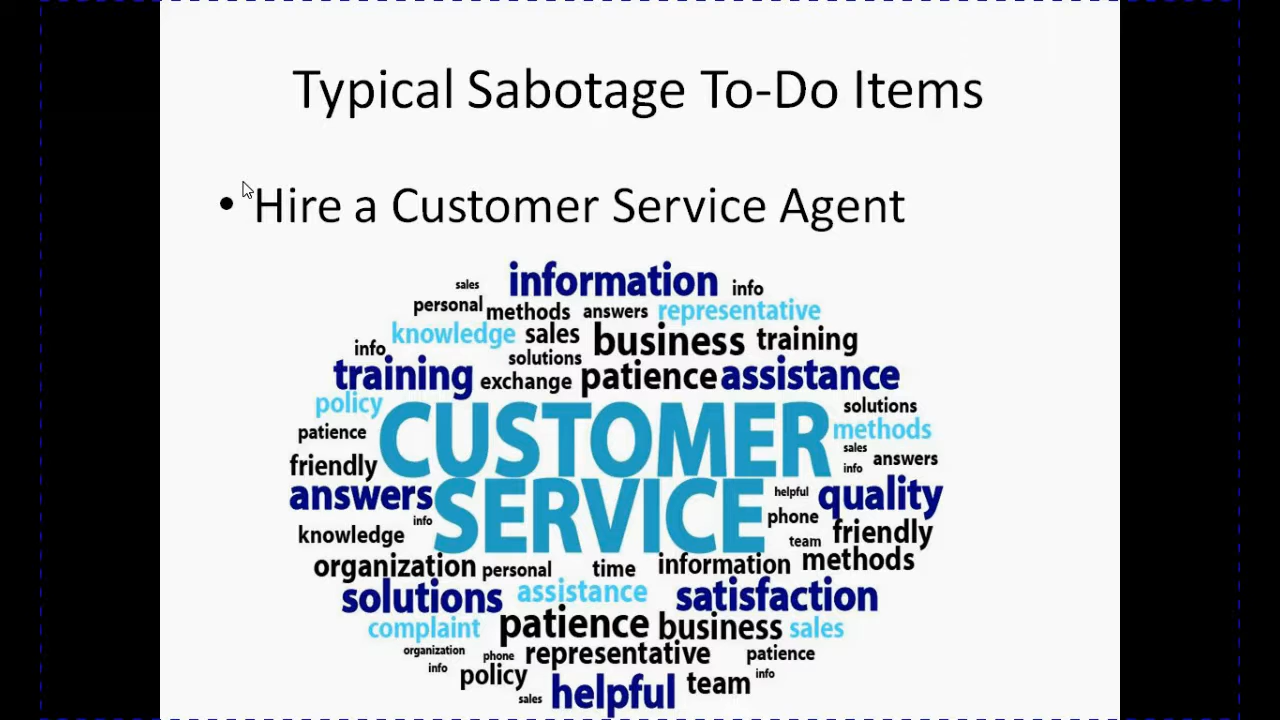 Typical Sabotage To-Do Items
• Hire a Customer Service Agent
sales information info
personal methods answers representative
knowledge sales business training
info solutions
training exchange patience assistance
policy CUSTOMER solutions
patience methods
friendly sales
info answers
answers SERVICE helpful quality
info phone
knowledge team friendly
organization personal time information methods
solutions assistance satisfaction
complaint patience business sales
organization phone representative patience
info policy info
sales helpful team